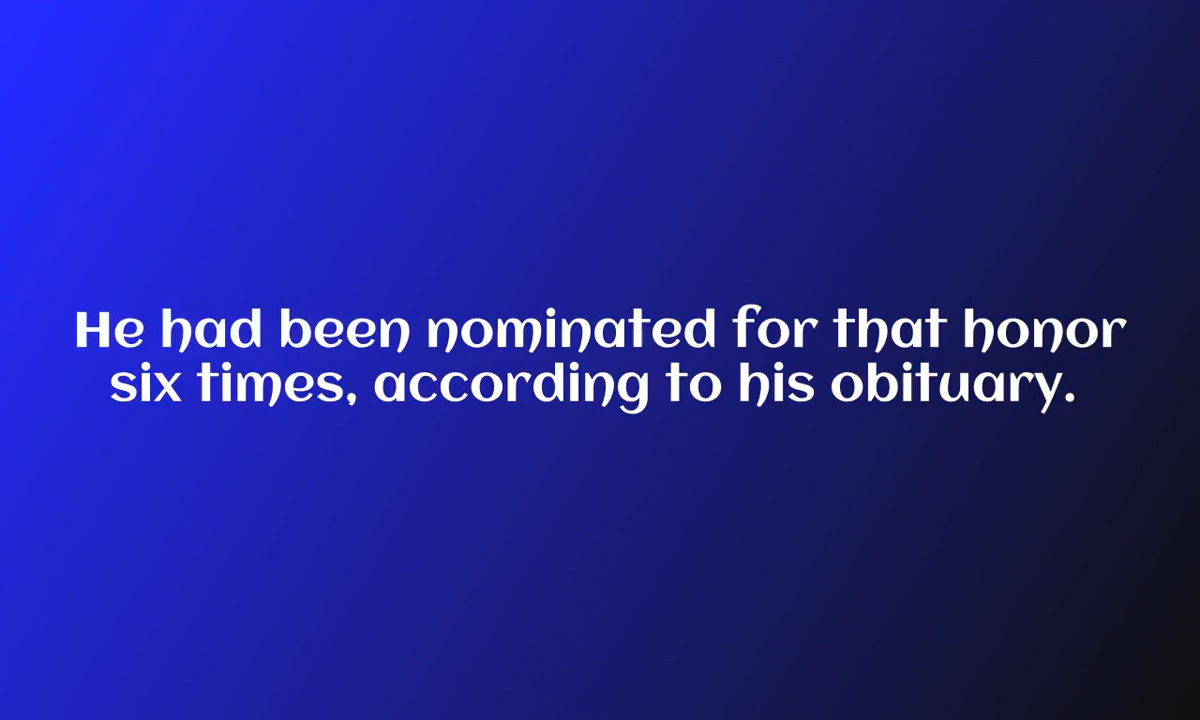 He had been nominated for that honor
six times, according to his obituary.